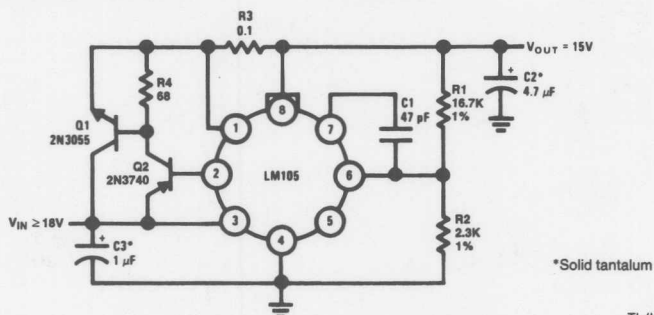 R3
0.1
V_OUT = 15V
R4
68
Q1
2N3055
Q2
2N3740
1
2
3
4
5
6
7
8
LM105
C1
47 pF
R1
16.7K
1%
+
C2*
4.7 μF
R2
2.3K
1%
V_IN ≥ 18V
+
C3*
1 μF
*Solid tantalum